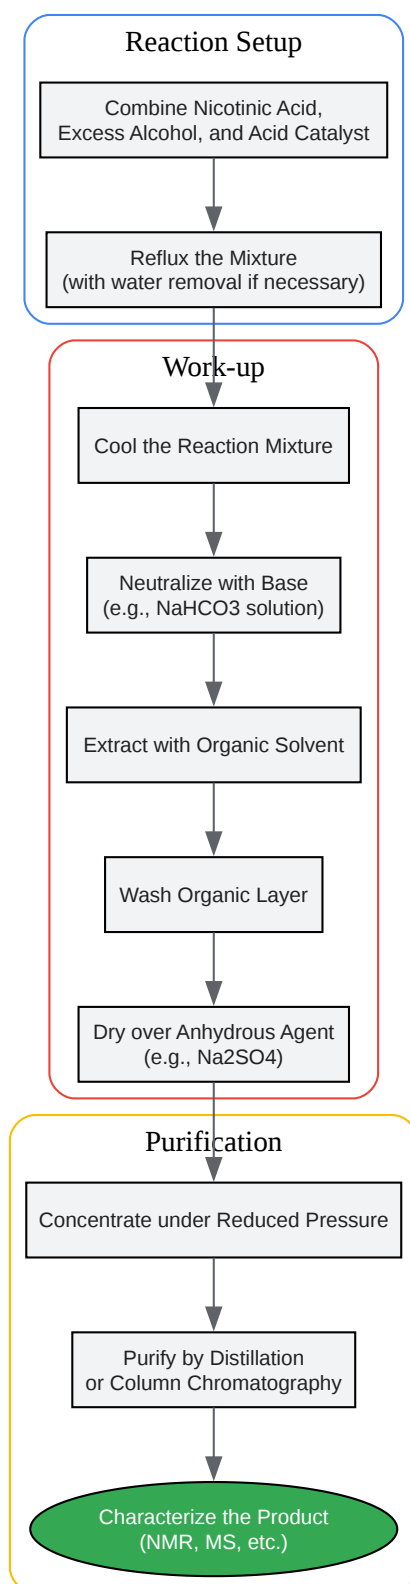 Reaction Setup
Combine Nicotinic Acid,
Excess Alcohol, and Acid Catalyst
Reflux the Mixture
(with water removal if necessary)
Work-up
Cool the Reaction Mixture
Neutralize with Base
(e.g., NaHCO3 solution)
Extract with Organic Solvent
Wash Organic Layer
Dry over Anhydrous Agent
(e.g., Na2SO4)
Purification
Concentrate under Reduced Pressure
Purify by Distillation
or Column Chromatography
Characterize the Product
(NMR, MS, etc.)